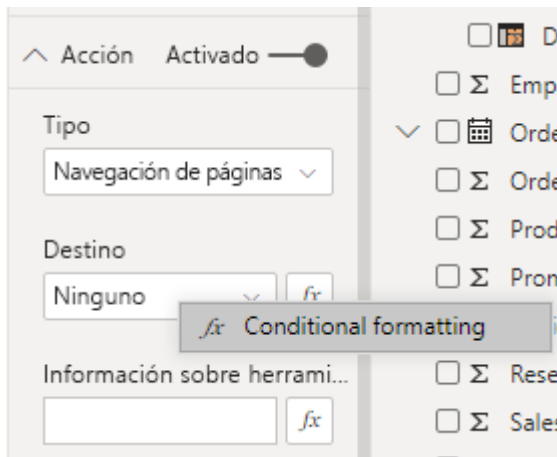 Acción Activado
Tipo
Navegación de páginas
Destino
Ninguno
fx
fx Conditional formatting
Información sobre herrami...
fx
D
Σ Emp
Orde
Σ Orde
Σ Prod
Σ Pron
Σ Rese
Σ Sales